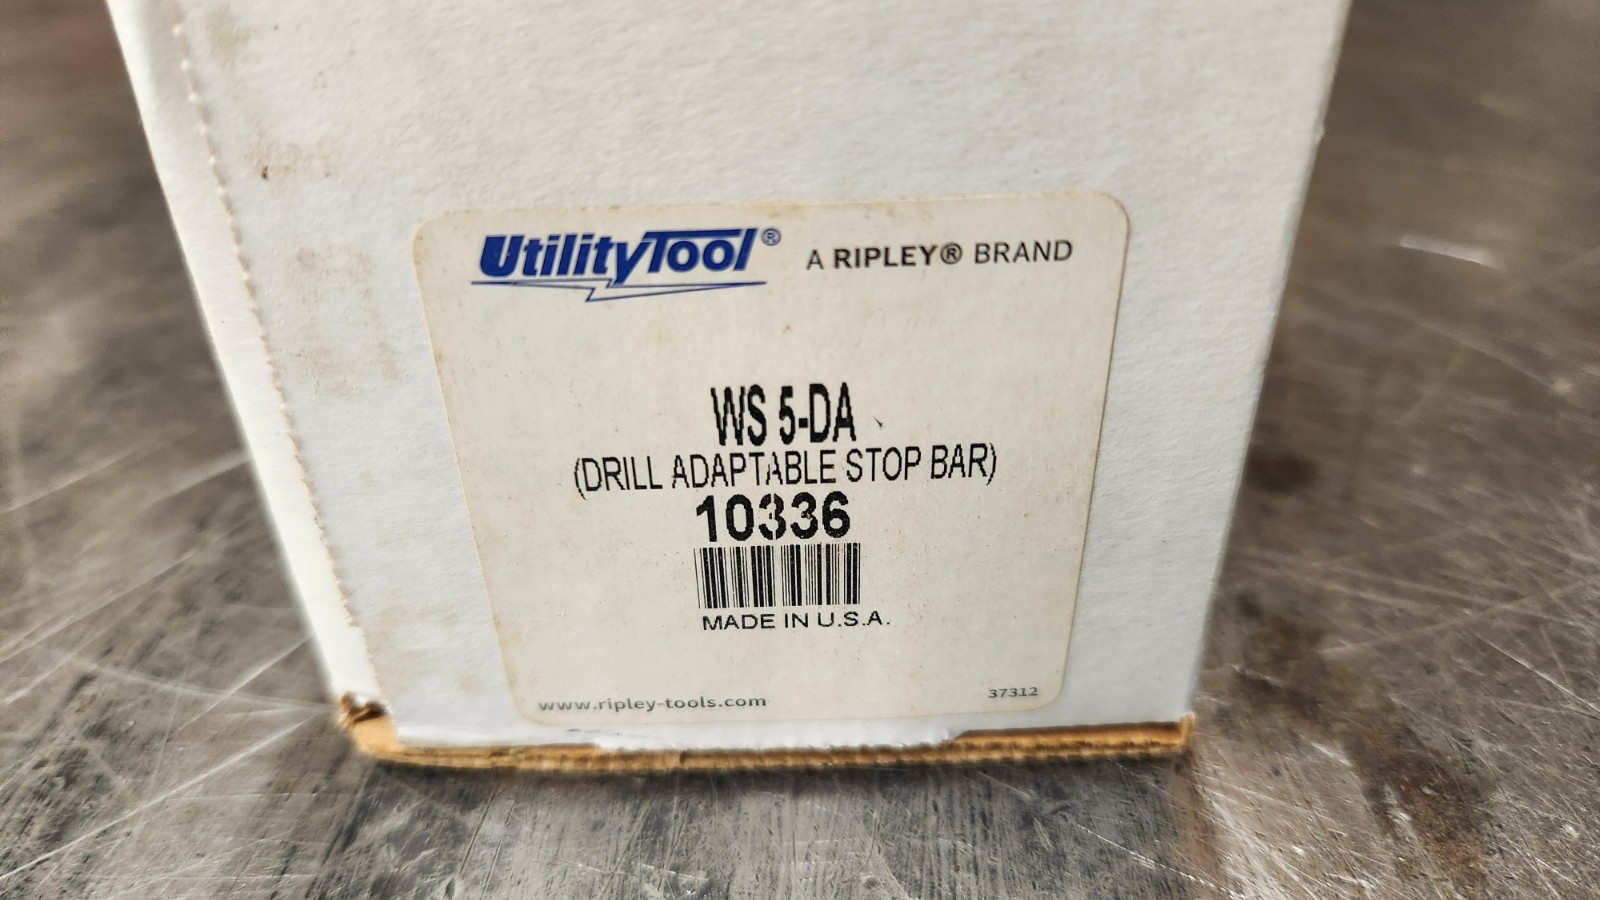 UtilityTool® A RIPLEY® BRAND
WS 5-DA
(DRILL ADAPTABLE STOP BAR)
10336
MADE IN U.S.A.
www.ripley-tools.com 37312